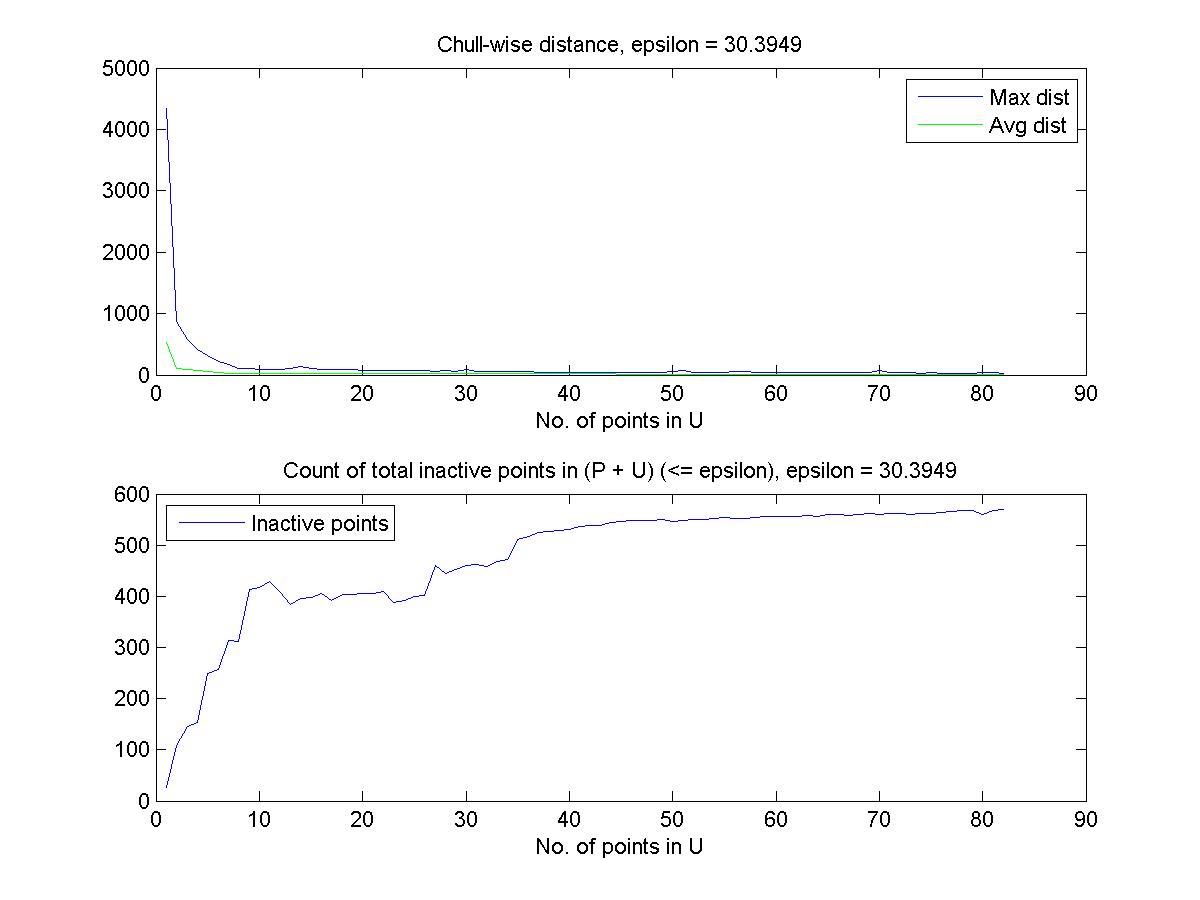 Chull-wise distance, epsilon = 30.3949
5000
4000
3000
2000
1000
0
Max dist
Avg dist
0 10 20 30 40 50 60 70 80 90
No. of points in U
Count of total inactive points in (P + U) (<= epsilon), epsilon = 30.3949
600
500
400
300
200
100
0
Inactive points
0 10 20 30 40 50 60 70 80 90
No. of points in U